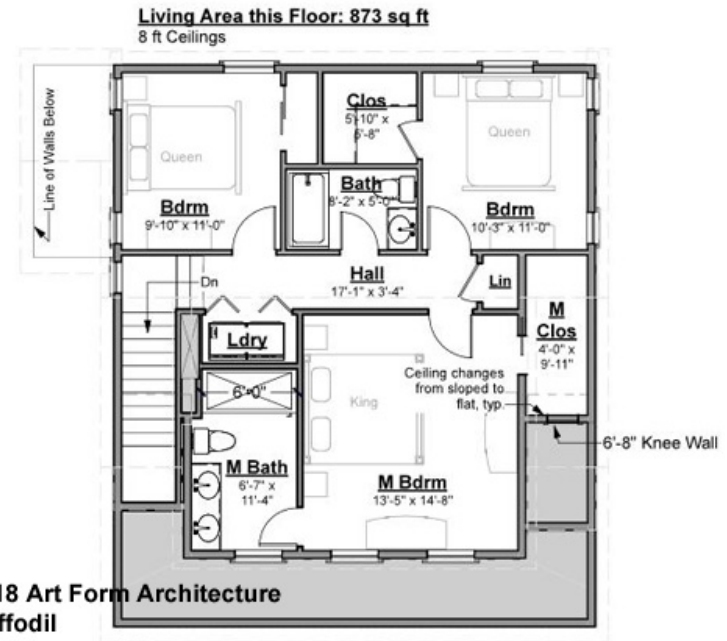 Living Area this Floor: 873 sq ft
8 ft Ceilings
Line of Walls Below
Queen
Bdrm
9'-10" x 11'-0"
Clos
5'-10" x
6'-8"
Bath
8'-2" x 5'-0"
Queen
Bdrm
10'-3" x 11'-0"
Dn
Hall
17'-1" x 3'-4"
Lin
M
Clos
4'-0" x
9'-11"
Ldry
6'-0"
King
Ceiling changes
from sloped to
flat, typ.
6'-8" Knee Wall
M Bath
6'-7" x
11'-4"
M Bdrm
13'-5" x 14'-8"
18 Art Form Architecture
ffodil